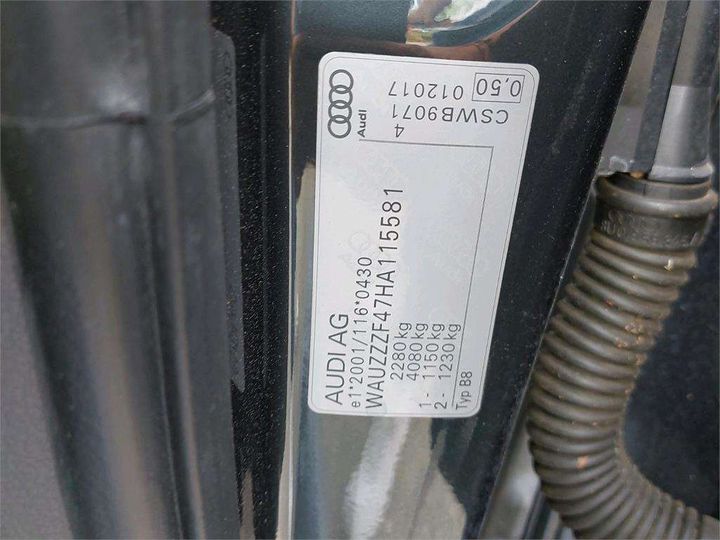 AUDI AG
e1*2001/116*0430
WAUZZZF47HA115581
2280 kg
4080 kg
1- 1150 kg
2- 1230 kg
Typ B8
Audi
4
CSWB9071
012017
0,50